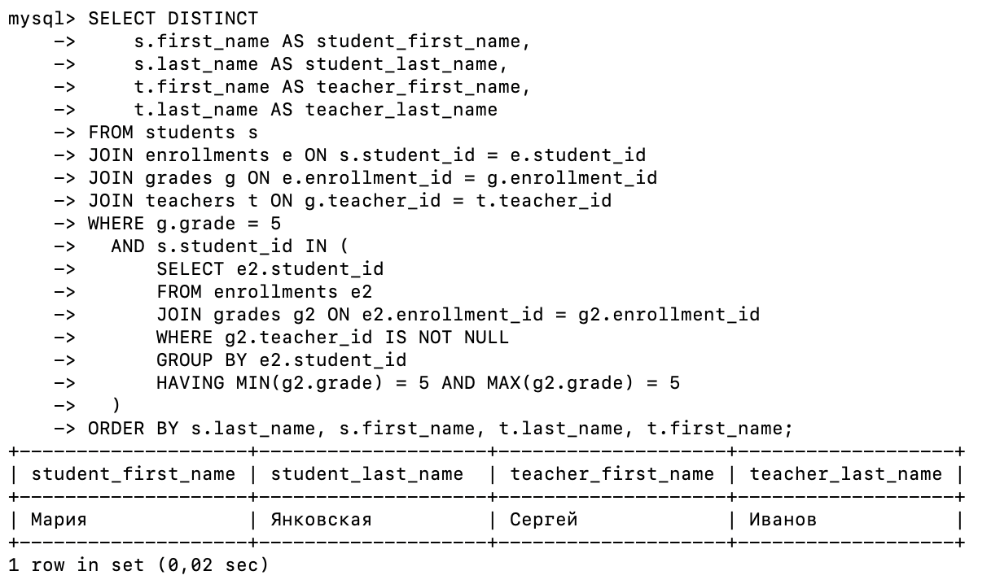 mysql> SELECT DISTINCT
    ->     s.first_name AS student_first_name,
    ->     s.last_name AS student_last_name,
    ->     t.first_name AS teacher_first_name,
    ->     t.last_name AS teacher_last_name
    -> FROM students s
    -> JOIN enrollments e ON s.student_id = e.student_id
    -> JOIN grades g ON e.enrollment_id = g.enrollment_id
    -> JOIN teachers t ON g.teacher_id = t.teacher_id
    -> WHERE g.grade = 5
    ->   AND s.student_id IN (
    ->       SELECT e2.student_id
    ->       FROM enrollments e2
    ->       JOIN grades g2 ON e2.enrollment_id = g2.enrollment_id
    ->       WHERE g2.teacher_id IS NOT NULL
    ->       GROUP BY e2.student_id
    ->       HAVING MIN(g2.grade) = 5 AND MAX(g2.grade) = 5
    ->   )
    -> ORDER BY s.last_name, s.first_name, t.last_name, t.first_name;
+--------------------+--------------------+--------------------+-------------------+
| student_first_name | student_last_name  | teacher_first_name | teacher_last_name |
+--------------------+--------------------+--------------------+-------------------+
| Мария              | Янковская          | Сергей             | Иванов            |
+--------------------+--------------------+--------------------+-------------------+
1 row in set (0,02 sec)